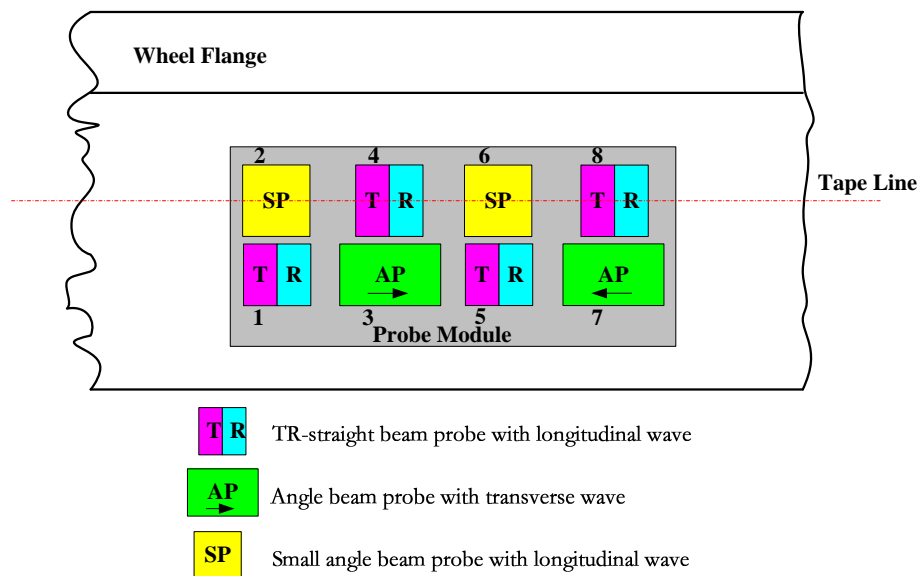 Wheel Flange
2 4 6 8
Tape Line
SP T R SP T R
T R AP T R AP
1 3 5 7
Probe Module
T R TR-straight beam probe with longitudinal wave
AP Angle beam probe with transverse wave
SP Small angle beam probe with longitudinal wave